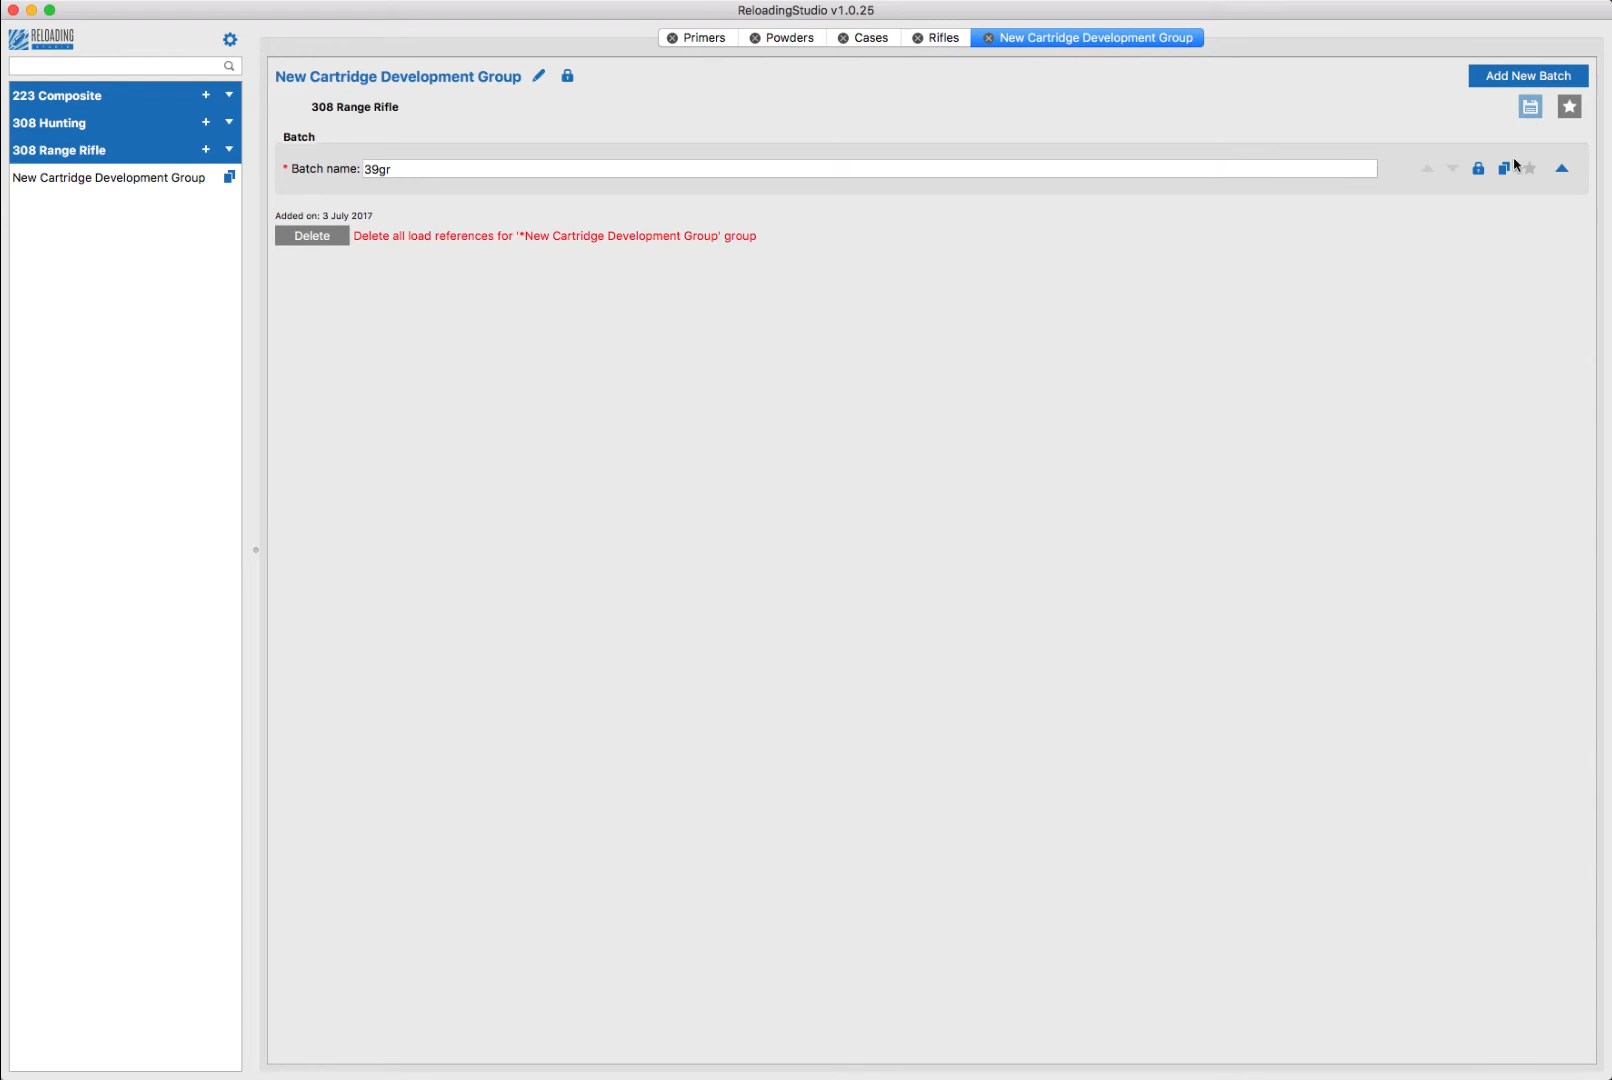 ReloadingStudio v1.0.25
RELOADING
STUDIO
Primers
Powders
Cases
Rifles
New Cartridge Development Group
223 Composite
308 Hunting
308 Range Rifle
New Cartridge Development Group
New Cartridge Development Group
Add New Batch
308 Range Rifle
Batch
* Batch name: 39gr
Added on: 3 July 2017
Delete Delete all load references for '*New Cartridge Development Group' group